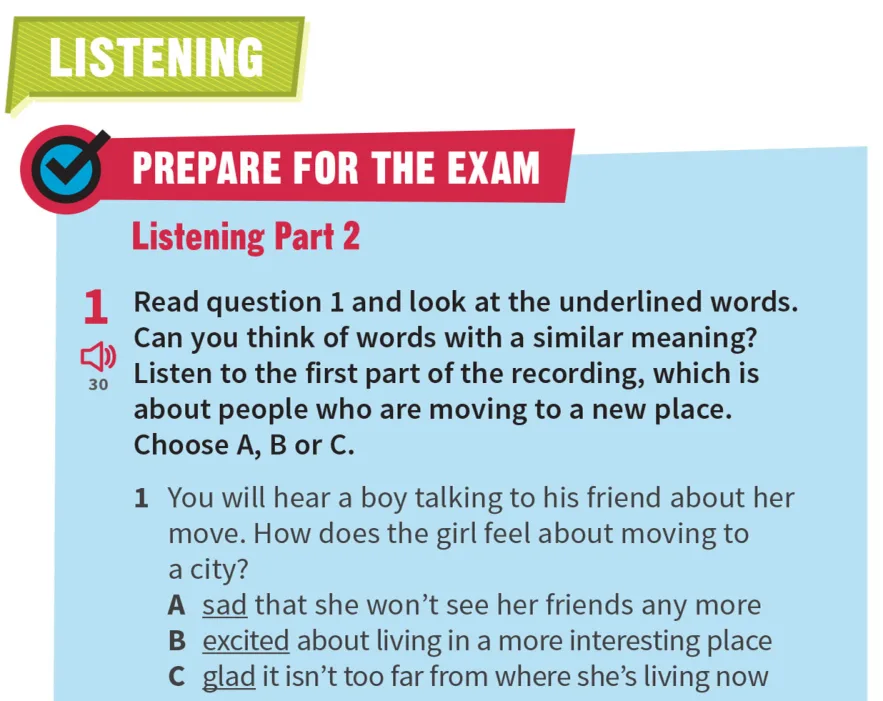 LISTENING
PREPARE FOR THE EXAM
Listening Part 2
1 Read question 1 and look at the underlined words.
Can you think of words with a similar meaning?
30 Listen to the first part of the recording, which is
about people who are moving to a new place.
Choose A, B or C.
1 You will hear a boy talking to his friend about her
move. How does the girl feel about moving to
a city?
A sad that she won't see her friends any more
B excited about living in a more interesting place
C glad it isn't too far from where she's living now